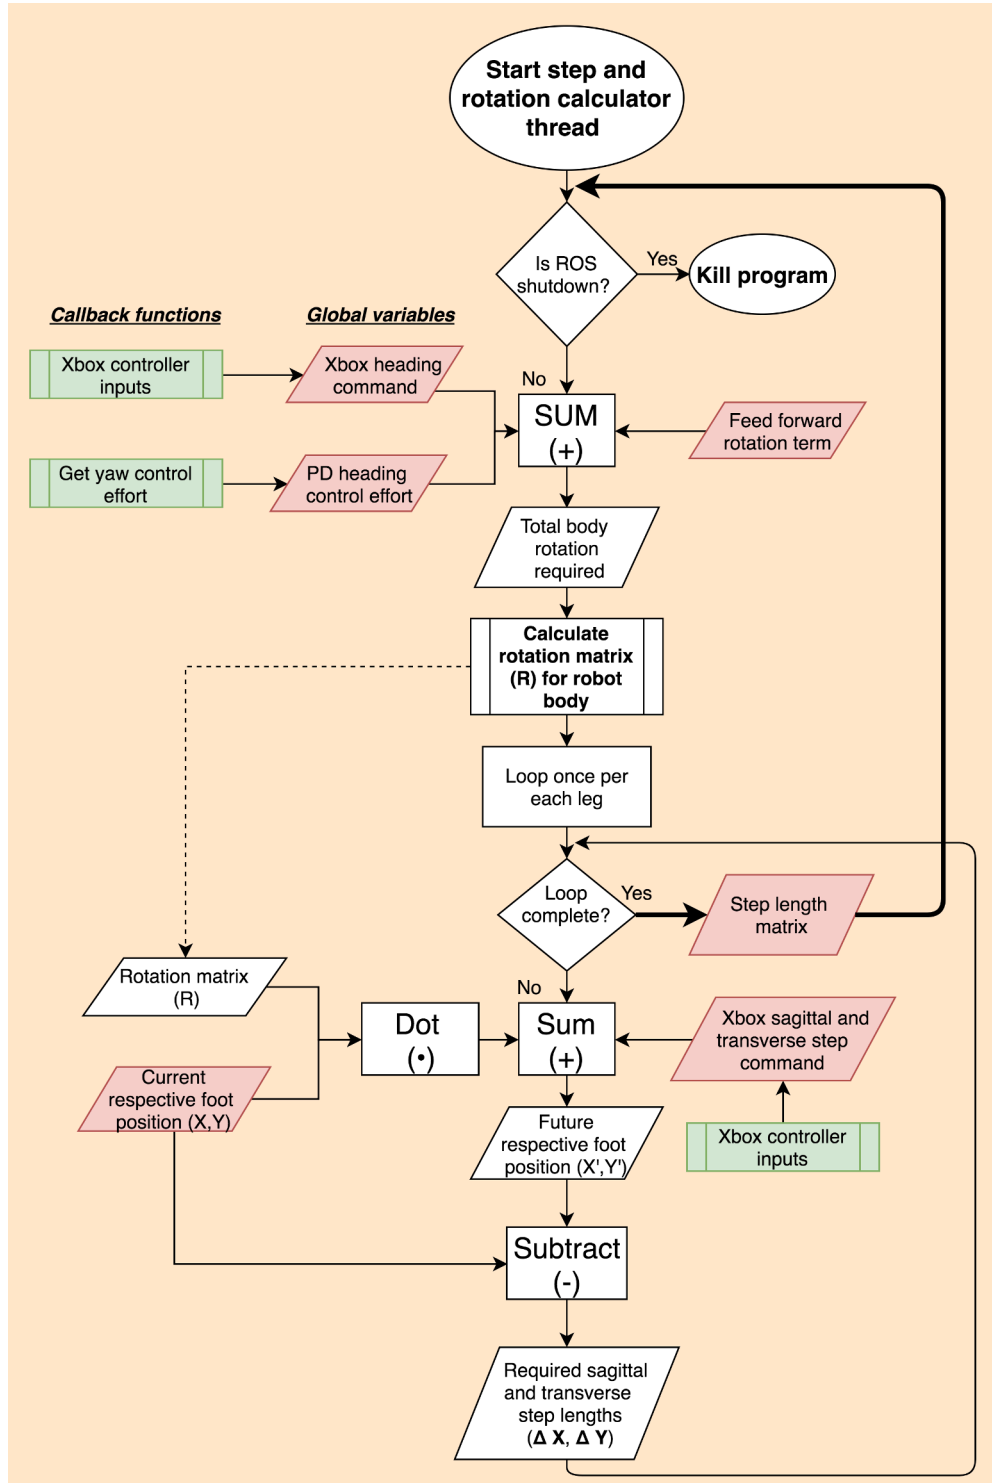 Start step and
rotation calculator
thread
Is ROS
shutdown?
Yes
Kill program
No
Callback functions
Global variables
Xbox controller
inputs
Xbox heading
command
SUM
(+)
Feed forward
rotation term
Get yaw control
effort
PD heading
control effort
Total body
rotation
required
Calculate
rotation matrix
(R) for robot
body
Loop once per
each leg
Loop
complete?
Yes
Step length
matrix
No
Rotation matrix
(R)
Dot
(•)
Sum
(+)
Xbox sagittal and
transverse step
command
Current
respective foot
position (X,Y)
Future
respective foot
position (X',Y')
Xbox controller
inputs
Subtract
(-)
Required sagittal
and transverse
step lengths
(Δ X, Δ Y)